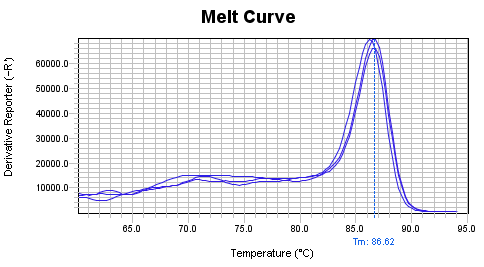 Melt Curve
Derivative Reporter (−R')
60000.0
50000.0
40000.0
30000.0
20000.0
10000.0
65.0 70.0 75.0 80.0 85.0 90.0 95.0
Tm: 86.62
Temperature (°C)